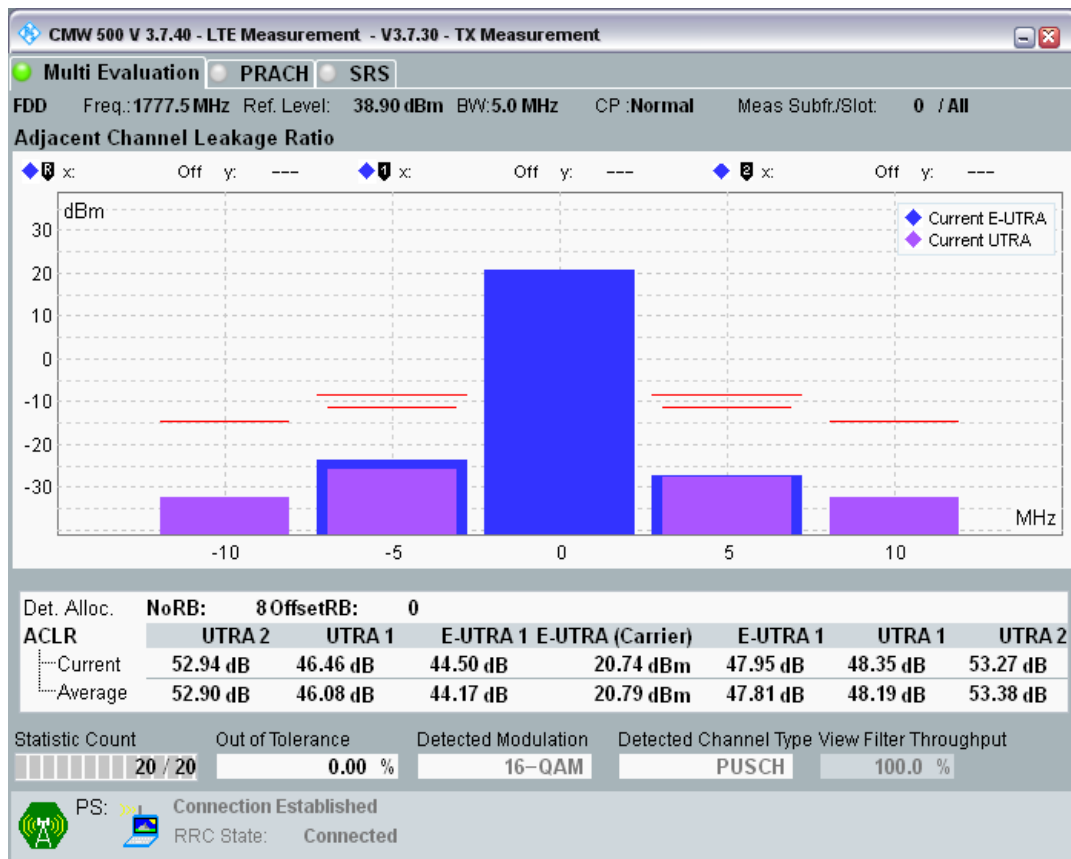 CMW 500 V 3.7.40 - LTE Measurement - V3.7.30 - TX Measurement
Multi Evaluation PRACH SRS
FDD Freq.:1777.5 MHz Ref. Level: 38.90 dBm BW:5.0 MHz CP :Normal Meas Subfr./Slot: 0 / All
Adjacent Channel Leakage Ratio
R x: Off y: --- 1 x: Off y: --- 2 x: Off y: ---
dBm
Current E-UTRA
Current UTRA
30
20
10
0
-10
-20
-30
MHz
-10 -5 0 5 10
Det. Alloc. NoRB: 8 OffsetRB: 0
ACLR UTRA 2 UTRA 1 E-UTRA 1 E-UTRA (Carrier) E-UTRA 1 UTRA 1 UTRA 2
Current 52.94 dB 46.46 dB 44.50 dB 20.74 dBm 47.95 dB 48.35 dB 53.27 dB
Average 52.90 dB 46.08 dB 44.17 dB 20.79 dBm 47.81 dB 48.19 dB 53.38 dB
Statistic Count Out of Tolerance Detected Modulation Detected Channel Type View Filter Throughput
20 / 20 0.00 % 16-QAM PUSCH 100.0 %
PS: Connection Established
RRC State: Connected